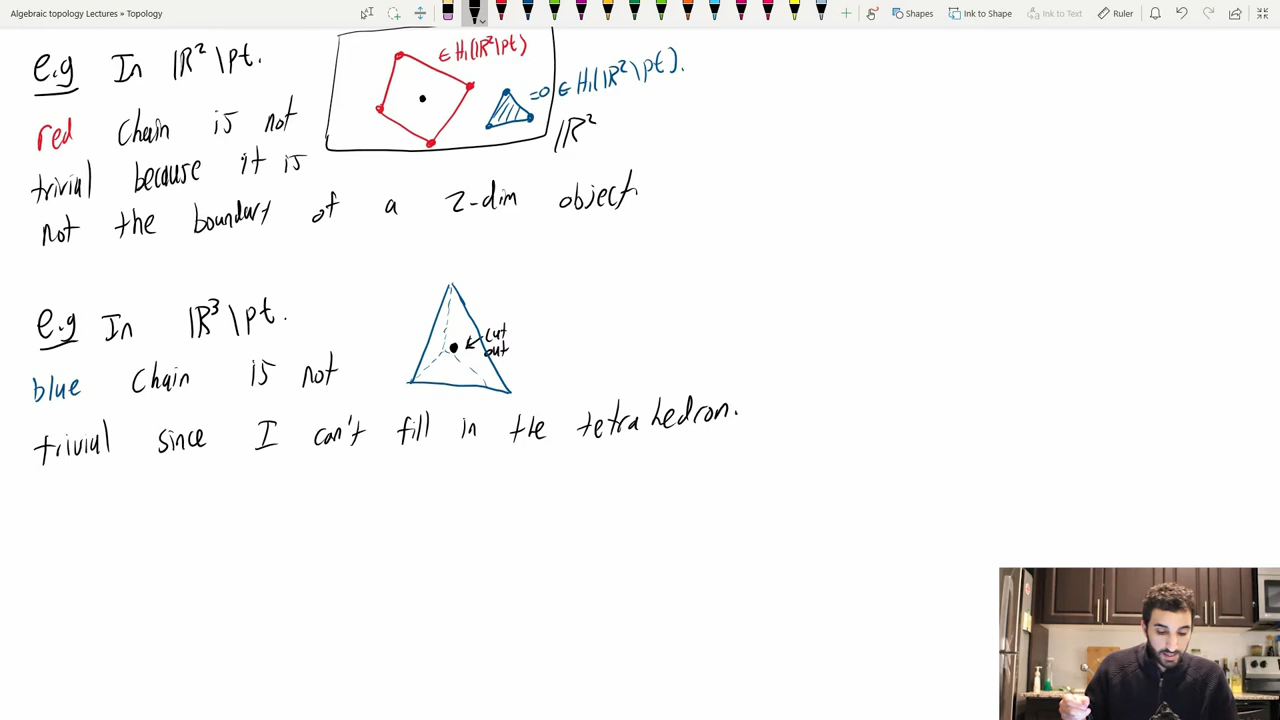 Algebraic topology Lectures » Topology
Shapes
Ink to Shape
Ink to Text
Ruler
e.g In ℝ² \ pt.
∈ H₁(ℝ² \ pt)
=0 ∈ H₁(ℝ² \ pt).
ℝ²
red chain is not
trivial because it is
not the boundary of a 2-dim object.
e.g In ℝ³ \ pt.
cut
out
blue chain is not
trivial since I can't fill in the tetrahedron.